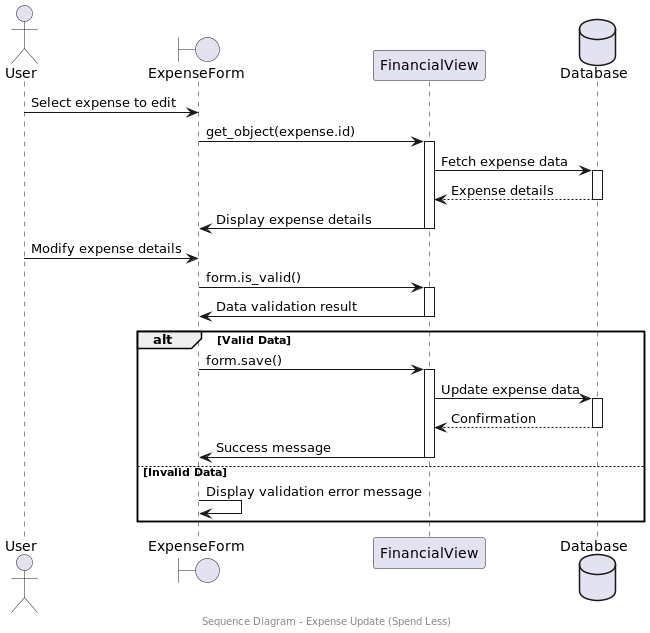 User
ExpenseForm
FinancialView
Database
Select expense to edit
get_object(expense.id)
Fetch expense data
Expense details
Display expense details
Modify expense details
form.is_valid()
Data validation result
alt
[Valid Data]
form.save()
Update expense data
Confirmation
Success message
[Invalid Data]
Display validation error message
User
ExpenseForm
FinancialView
Database
Sequence Diagram - Expense Update (Spend Less)